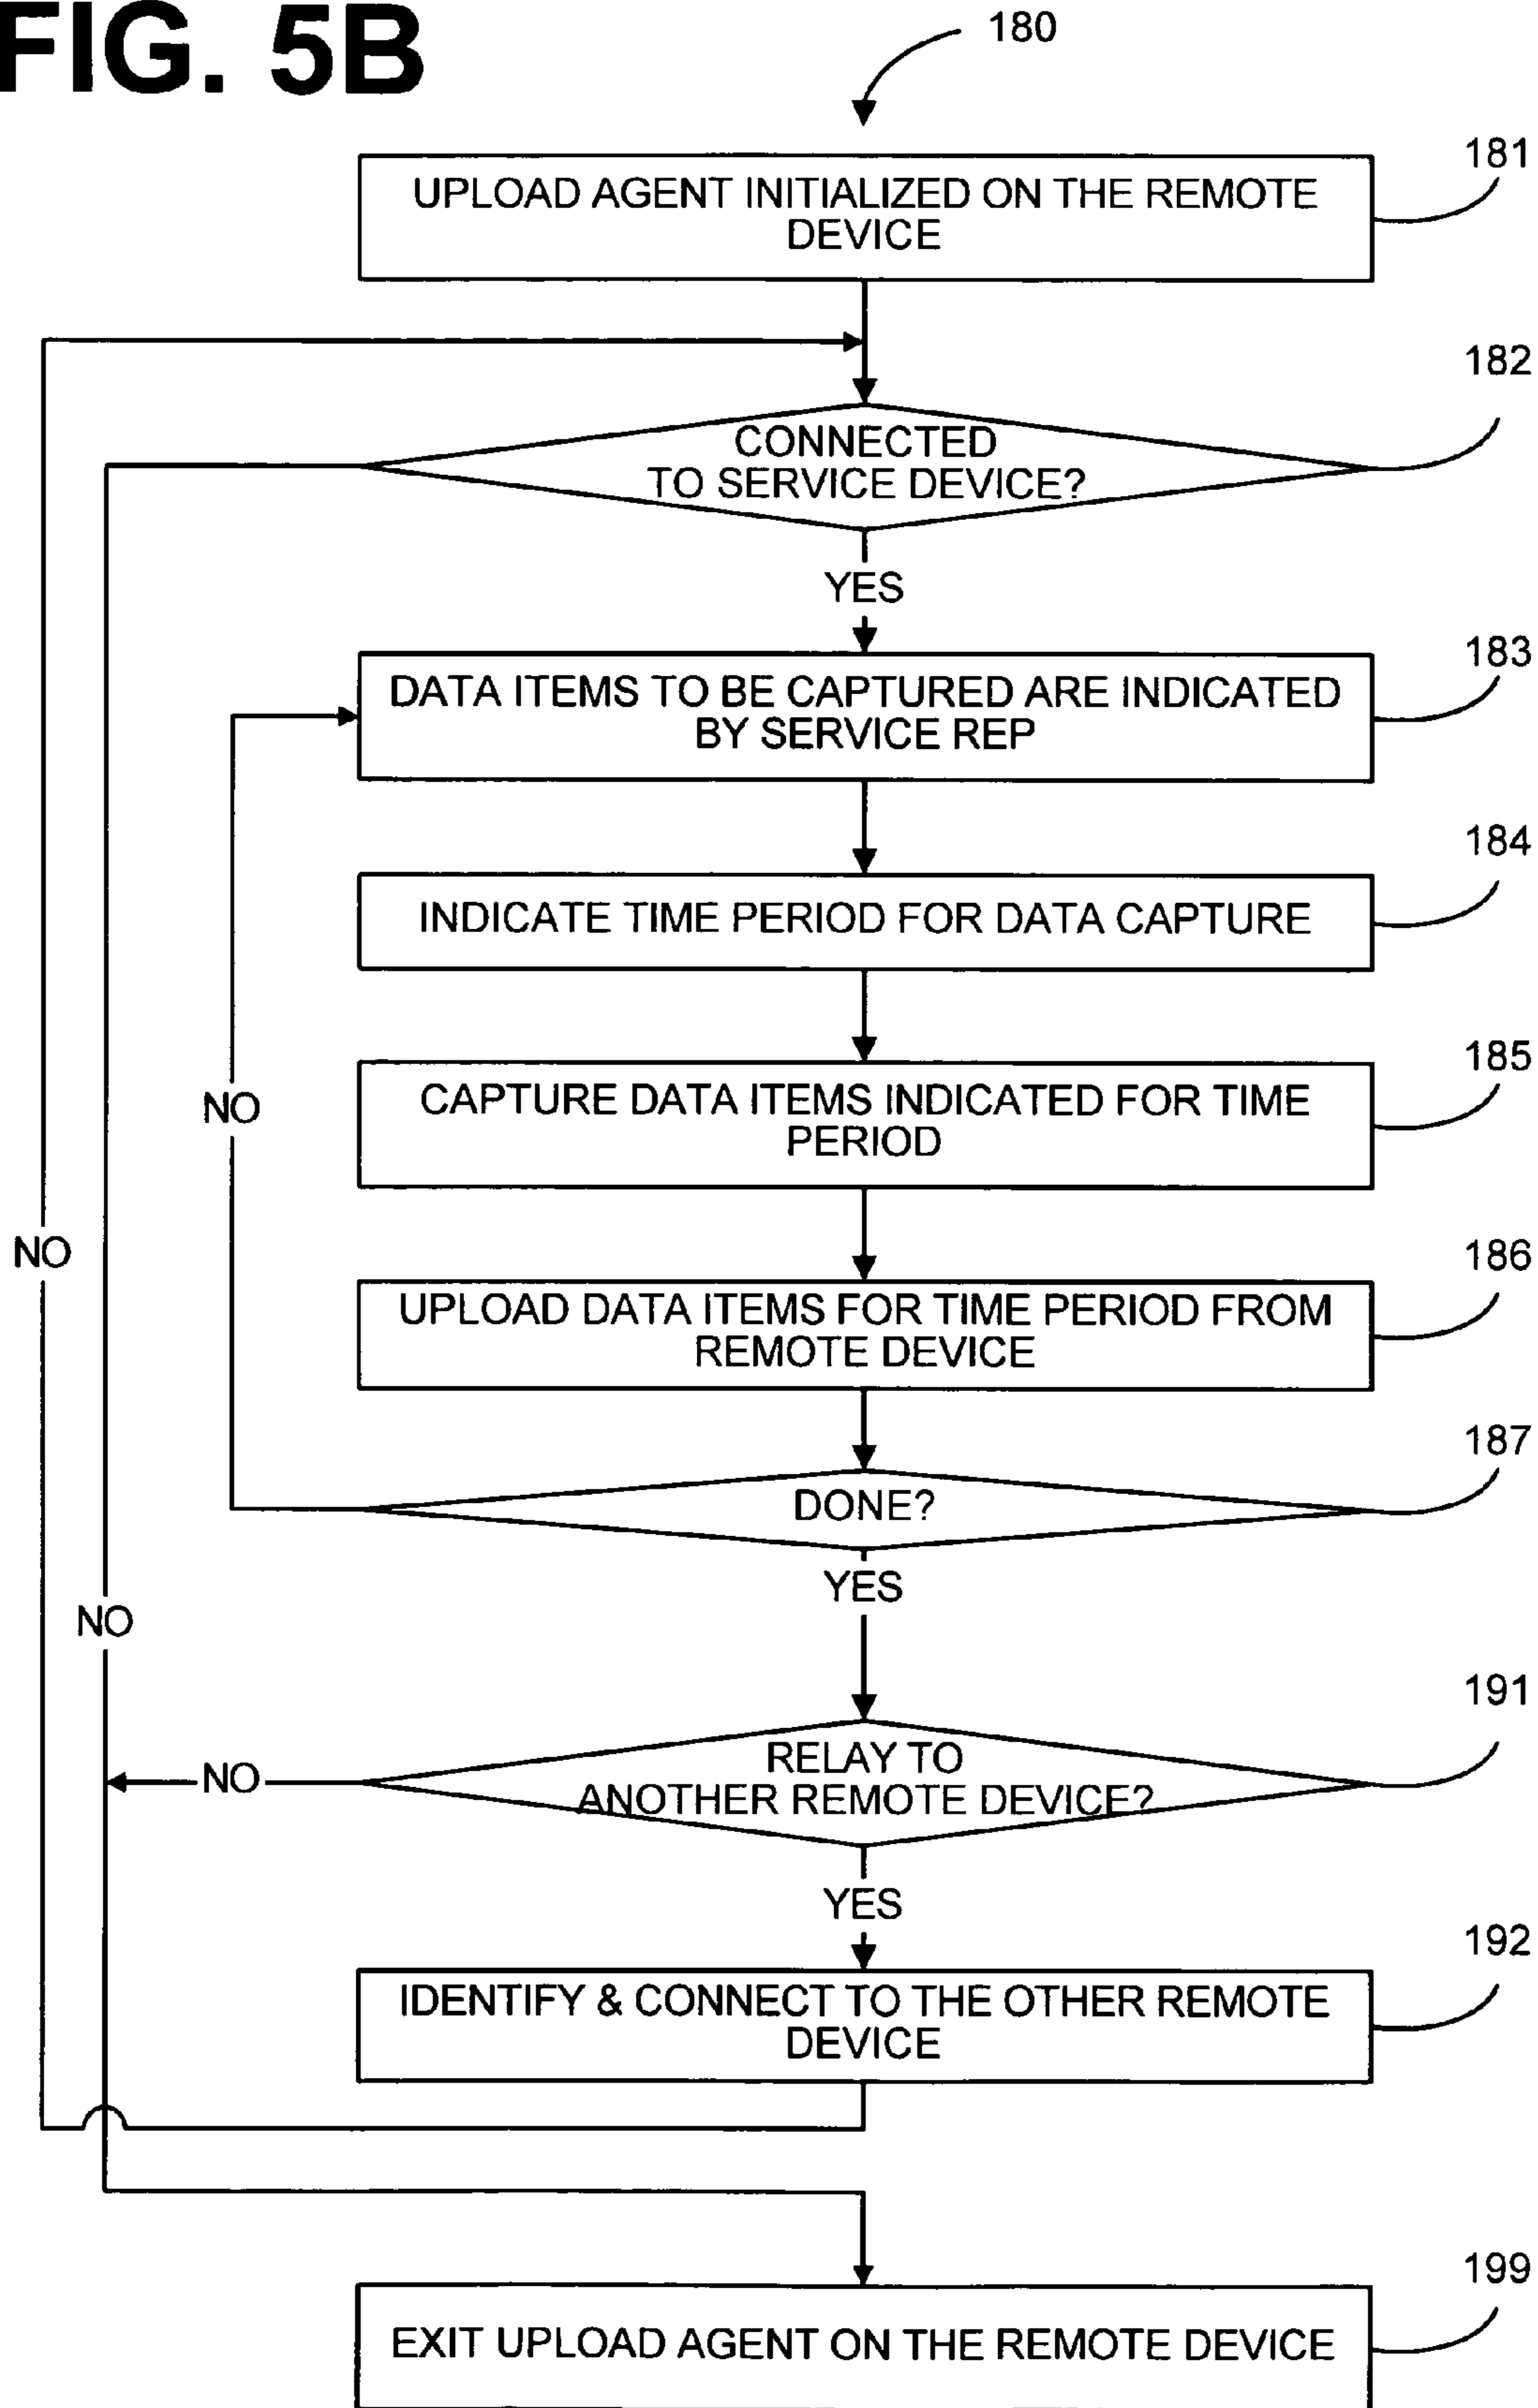 FIG. 5B
180
181
UPLOAD AGENT INITIALIZED ON THE REMOTE
DEVICE
182
CONNECTED
TO SERVICE DEVICE?
YES
183
DATA ITEMS TO BE CAPTURED ARE INDICATED
BY SERVICE REP
184
INDICATE TIME PERIOD FOR DATA CAPTURE
185
CAPTURE DATA ITEMS INDICATED FOR TIME
PERIOD
NO
NO
186
UPLOAD DATA ITEMS FOR TIME PERIOD FROM
REMOTE DEVICE
187
DONE?
YES
NO
191
RELAY TO
ANOTHER REMOTE DEVICE?
NO
YES
192
IDENTIFY & CONNECT TO THE OTHER REMOTE
DEVICE
199
EXIT UPLOAD AGENT ON THE REMOTE DEVICE